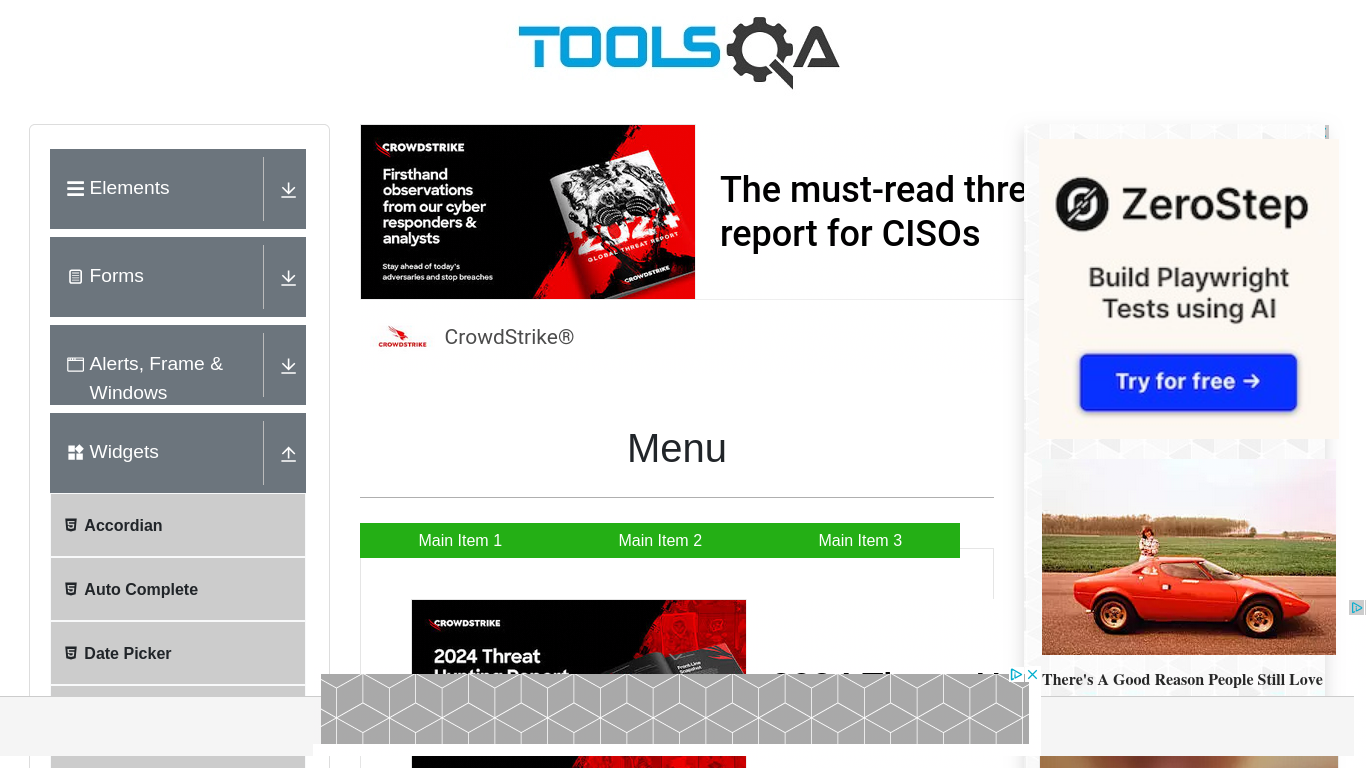 TOOLSQA
Elements
Forms
Alerts, Frame &
Windows
Widgets
Accordian
Auto Complete
Date Picker
CROWDSTRIKE
Firsthand
observations
from our cyber
responders &
analysts
Stay ahead of today's
adversaries and stop breaches
2024
GLOBAL THREAT REPORT
CROWDSTRIKE
The must-read thre
report for CISOs
CROWDSTRIKE
CrowdStrike®
Menu
Main Item 1
Main Item 2
Main Item 3
CROWDSTRIKE
2024 Threat
Front-Line
Snapshot
ZeroStep
Build Playwright
Tests using AI
Try for free →
There's A Good Reason People Still Love